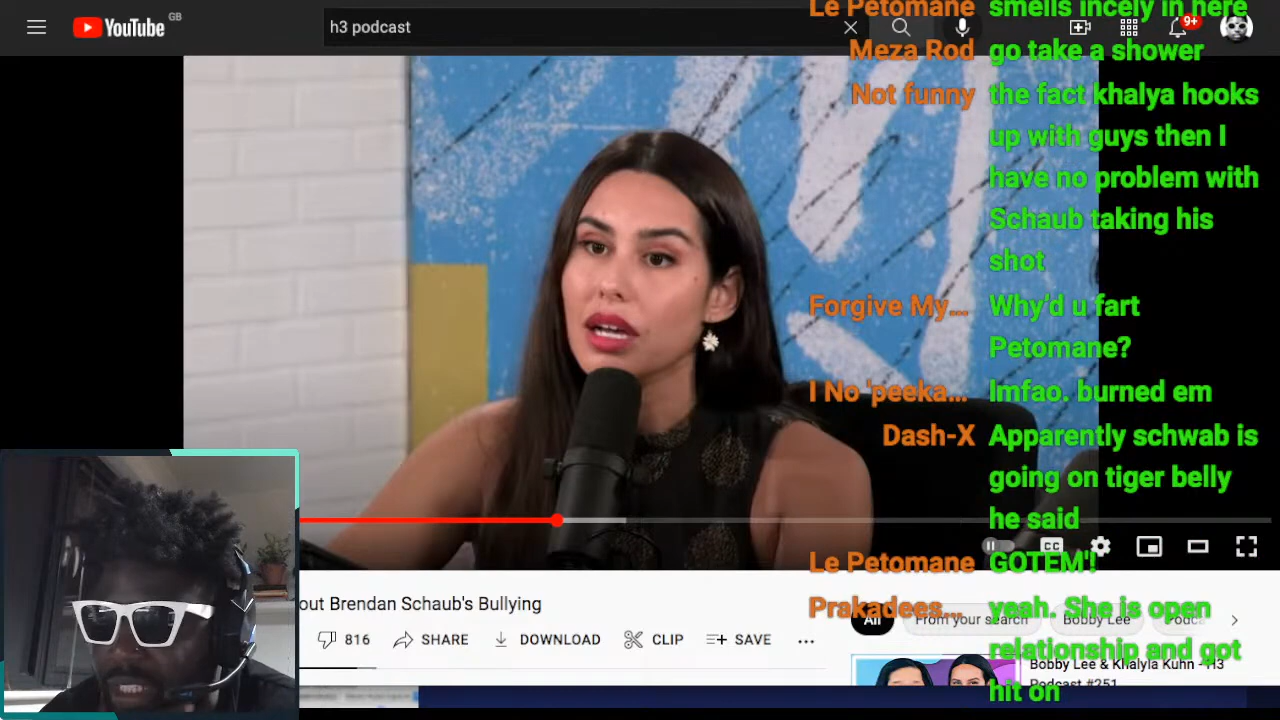 YouTube GB
h3 podcast
9+
Le Petomane smells incely in here
Meza Rod go take a shower
Not funny the fact khalya hooks
up with guys then I
have no problem with
Schaub taking his
shot
Forgive My... Why'd u fart
Petomane?
I No 'peeka... lmfao. burned em
Dash-X Apparently schwab is
going on tiger belly
he said
Le Petomane GOTEM'!
Prakadees... yeah. She is open
relationship and got
hit on
CC
out Brendan Schaub's Bullying
816 SHARE DOWNLOAD CLIP SAVE ...
All From your search Bobby Lee Podca
Bobby Lee & Khalyla Kuhn - H3
Podcast #251